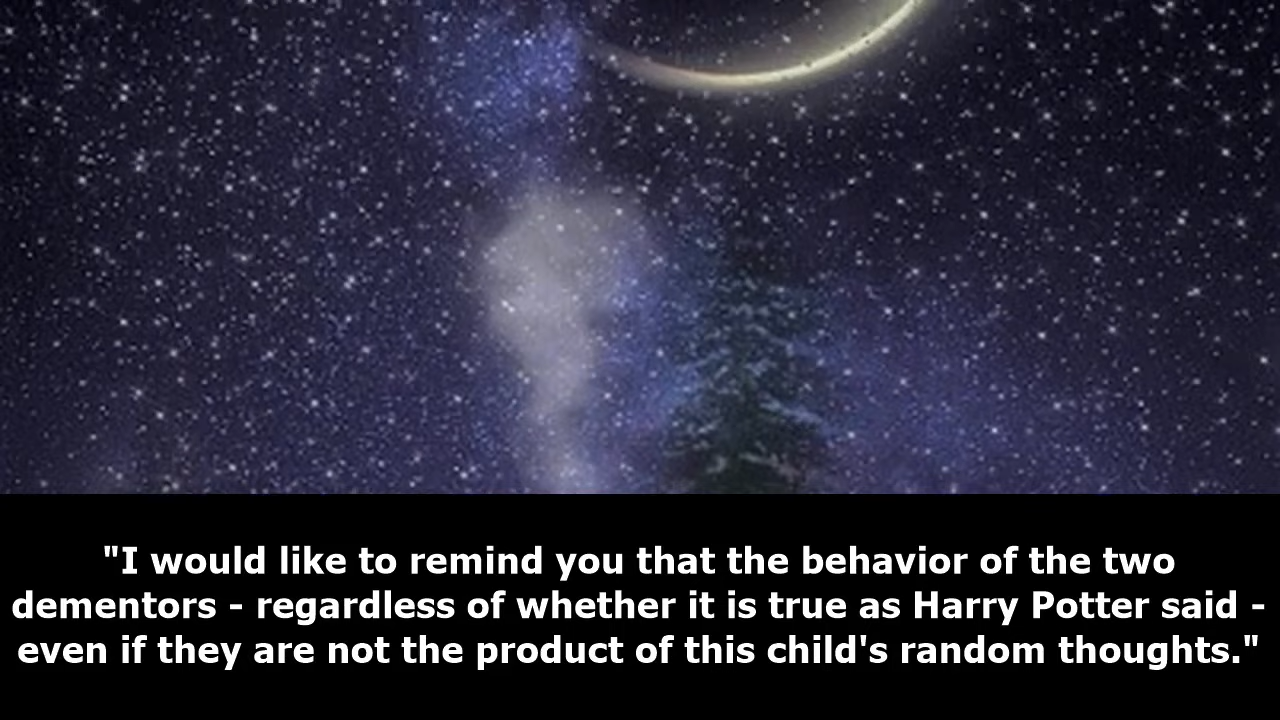 "I would like to remind you that the behavior of the two
dementors - regardless of whether it is true as Harry Potter said -
even if they are not the product of this child's random thoughts."